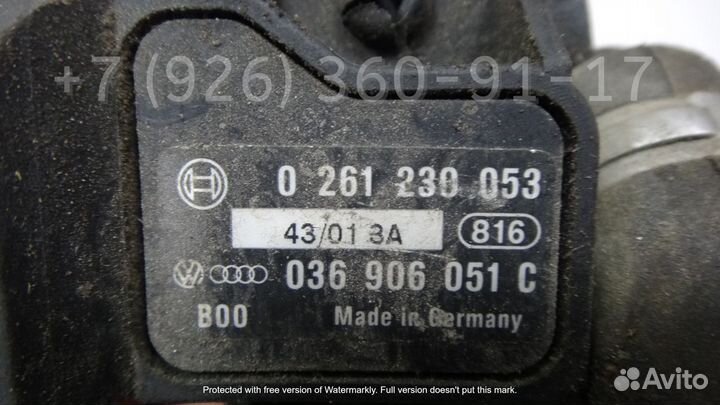 +7 (926) 360-91-17
0 261 230 053
43/01 3A 816
036 906 051 C
B00 Made in Germany
Protected with free version of Watermarkly. Full version doesn't put this mark.
Avito